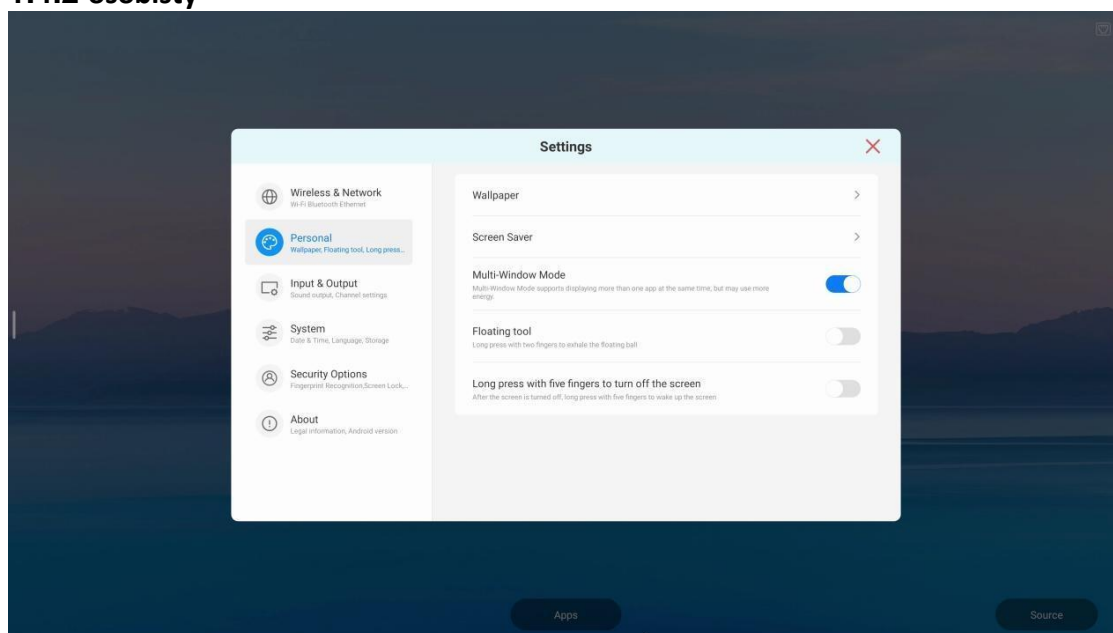 Osobisty
Settings
Wireless & Network
Wi-Fi Bluetooth Ethernet
Personal
Wallpaper, Floating tool, Long press...
Input & Output
Sound output, Channel settings
System
Date & Time, Language, Storage
Security Options
Fingerprint Recognition,Screen Lock,...
About
Legal information, Android version
Wallpaper
Screen Saver
Multi-Window Mode
Multi-Window Mode supports displaying more than one app at the same time, but may use more
energy
Floating tool
Long press with two fingers to exhale the floating ball
Long press with five fingers to turn off the screen
After the screen is turned off, long press with five fingers to wake up the screen
Apps
Source